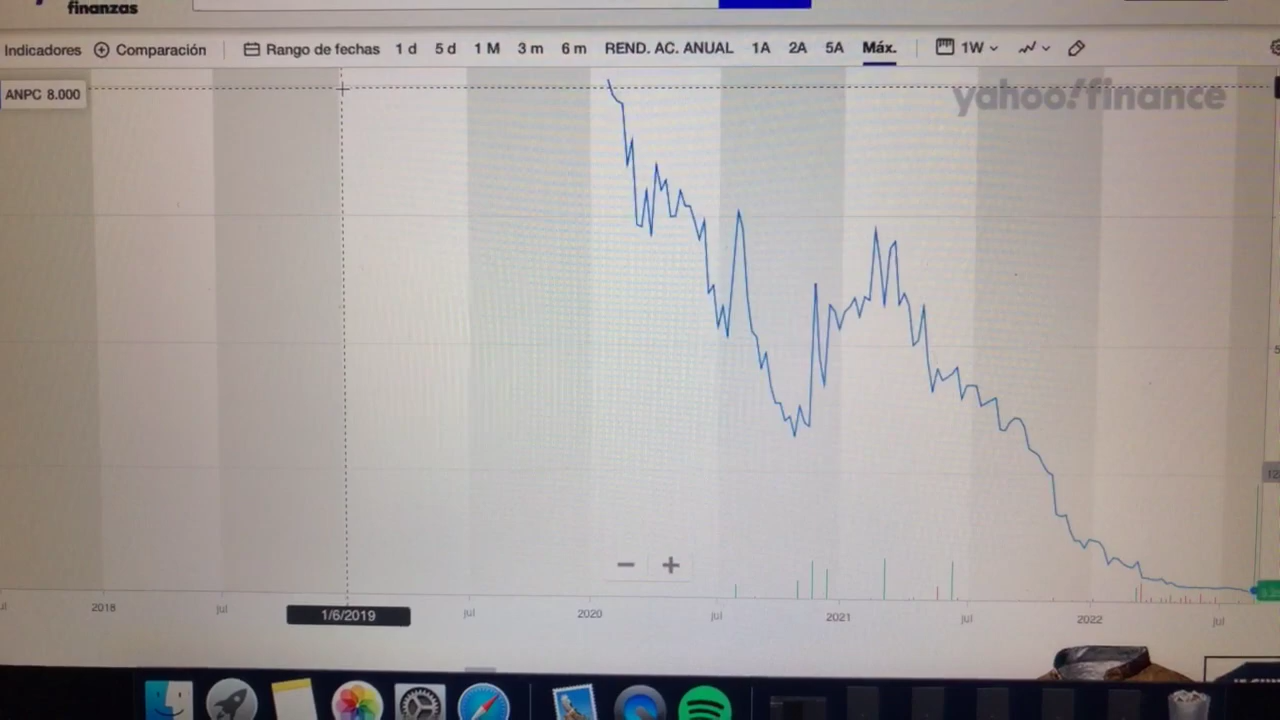 finanzas
Indicadores Comparación Rango de fechas 1 d 5 d 1 M 3 m 6 m REND. AC. ANUAL 1A 2A 5A Máx. 1W
ANPC 8.000
yahoo!finance
2018 jul 1/6/2019 jul 2020 jul 2021 jul 2022 jul